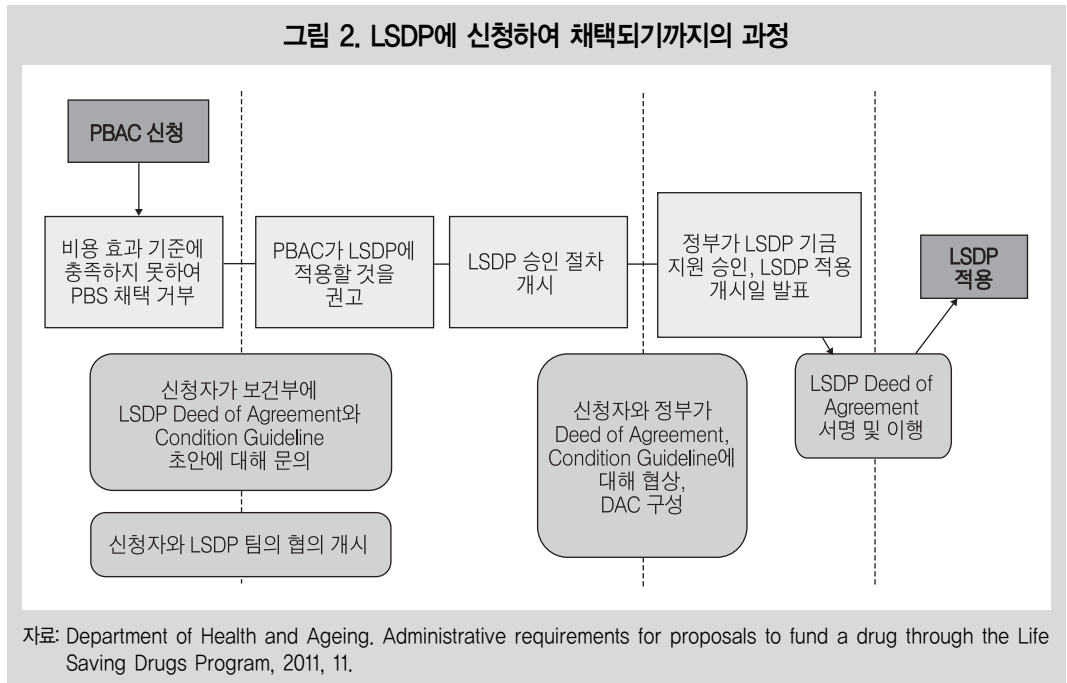 그림 2. LSDP에 신청하여 채택되기까지의 과정
PBAC 신청
비용 효과 기준에
충족하지 못하여
PBS 채택 거부
PBAC가 LSDP에
적용할 것을
권고
LSDP 승인 절차
개시
정부가 LSDP 기금
지원 승인, LSDP 적용
개시일 발표
LSDP
적용
신청자가 보건부에
LSDP Deed of Agreement와
Condition Guideline
초안에 대해 문의
신청자와 정부가
Deed of Agreement,
Condition Guideline에
대해 협상,
DAC 구성
LSDP Deed of
Agreement
서명 및 이행
신청자와 LSDP 팀의 협의 개시
자료: Department of Health and Ageing. Administrative requirements for proposals to fund a drug through the Life
Saving Drugs Program, 2011, 11.